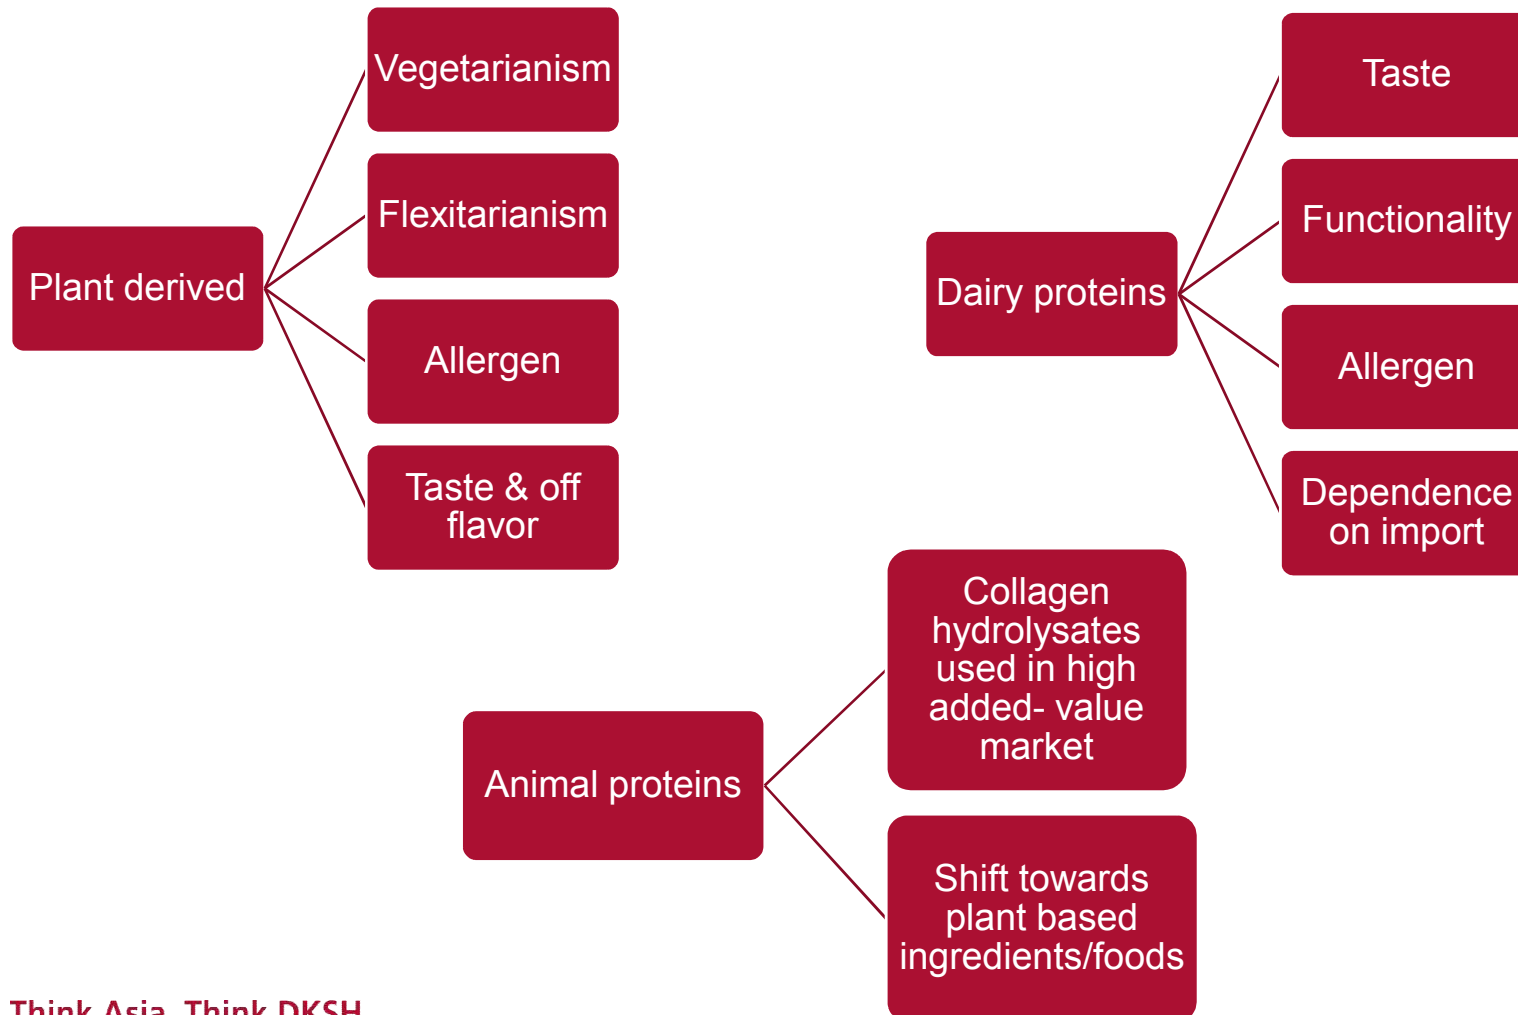 Plant derived
Vegetarianism
Flexitarianism
Allergen
Taste & off
flavor
Dairy proteins
Taste
Functionality
Allergen
Dependence
on import
Animal proteins
Collagen
hydrolysates
used in high
added- value
market
Shift towards
plant based
ingredients/foods
Think Asia. Think DKSH.